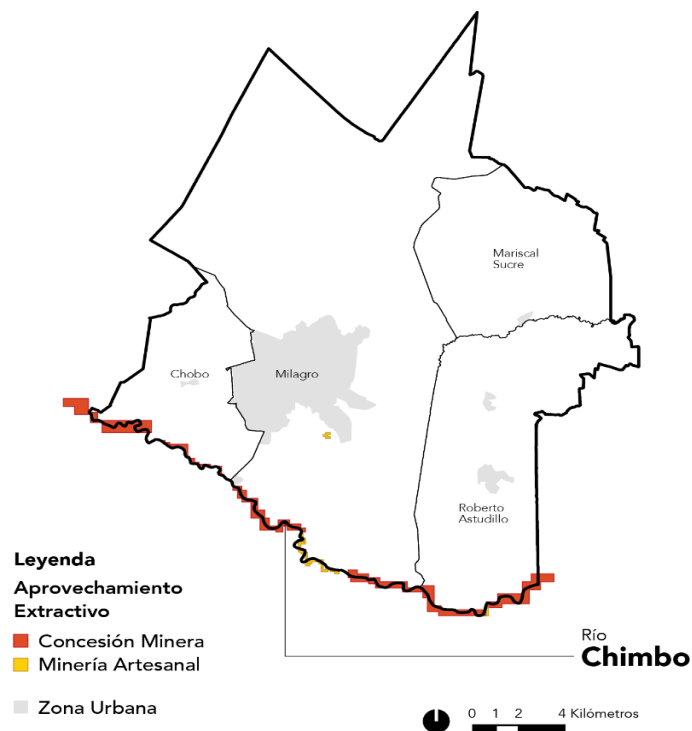 Mariscal
Sucre
Chobo
Milagro
Roberto
Astudillo
Leyenda
Aprovechamiento
Extractivo
Concesión Minera
Minería Artesanal
Zona Urbana
Río
Chimbo
0 1 2 4 Kilómetros